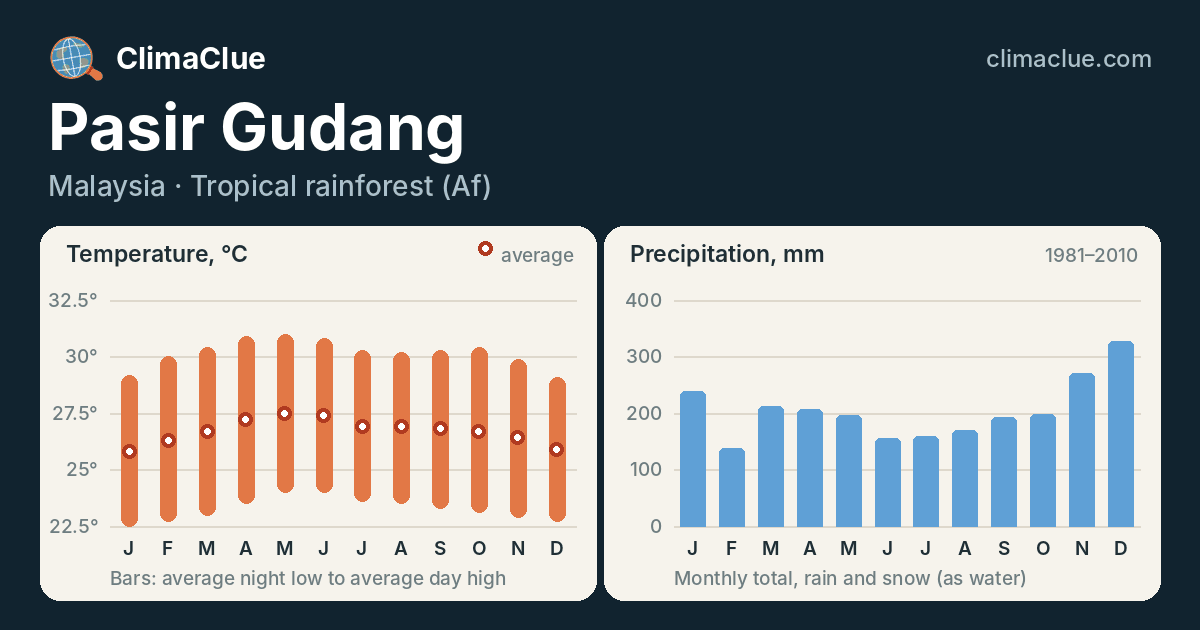 ClimaClue
climaclue.com
Pasir Gudang
Malaysia · Tropical rainforest (Af)
Temperature, °C
average
32.5°
30°
27.5°
25°
22.5°
J F M A M J J A S O N D
Bars: average night low to average day high
Precipitation, mm
1981–2010
400
300
200
100
0
J F M A M J J A S O N D
Monthly total, rain and snow (as water)